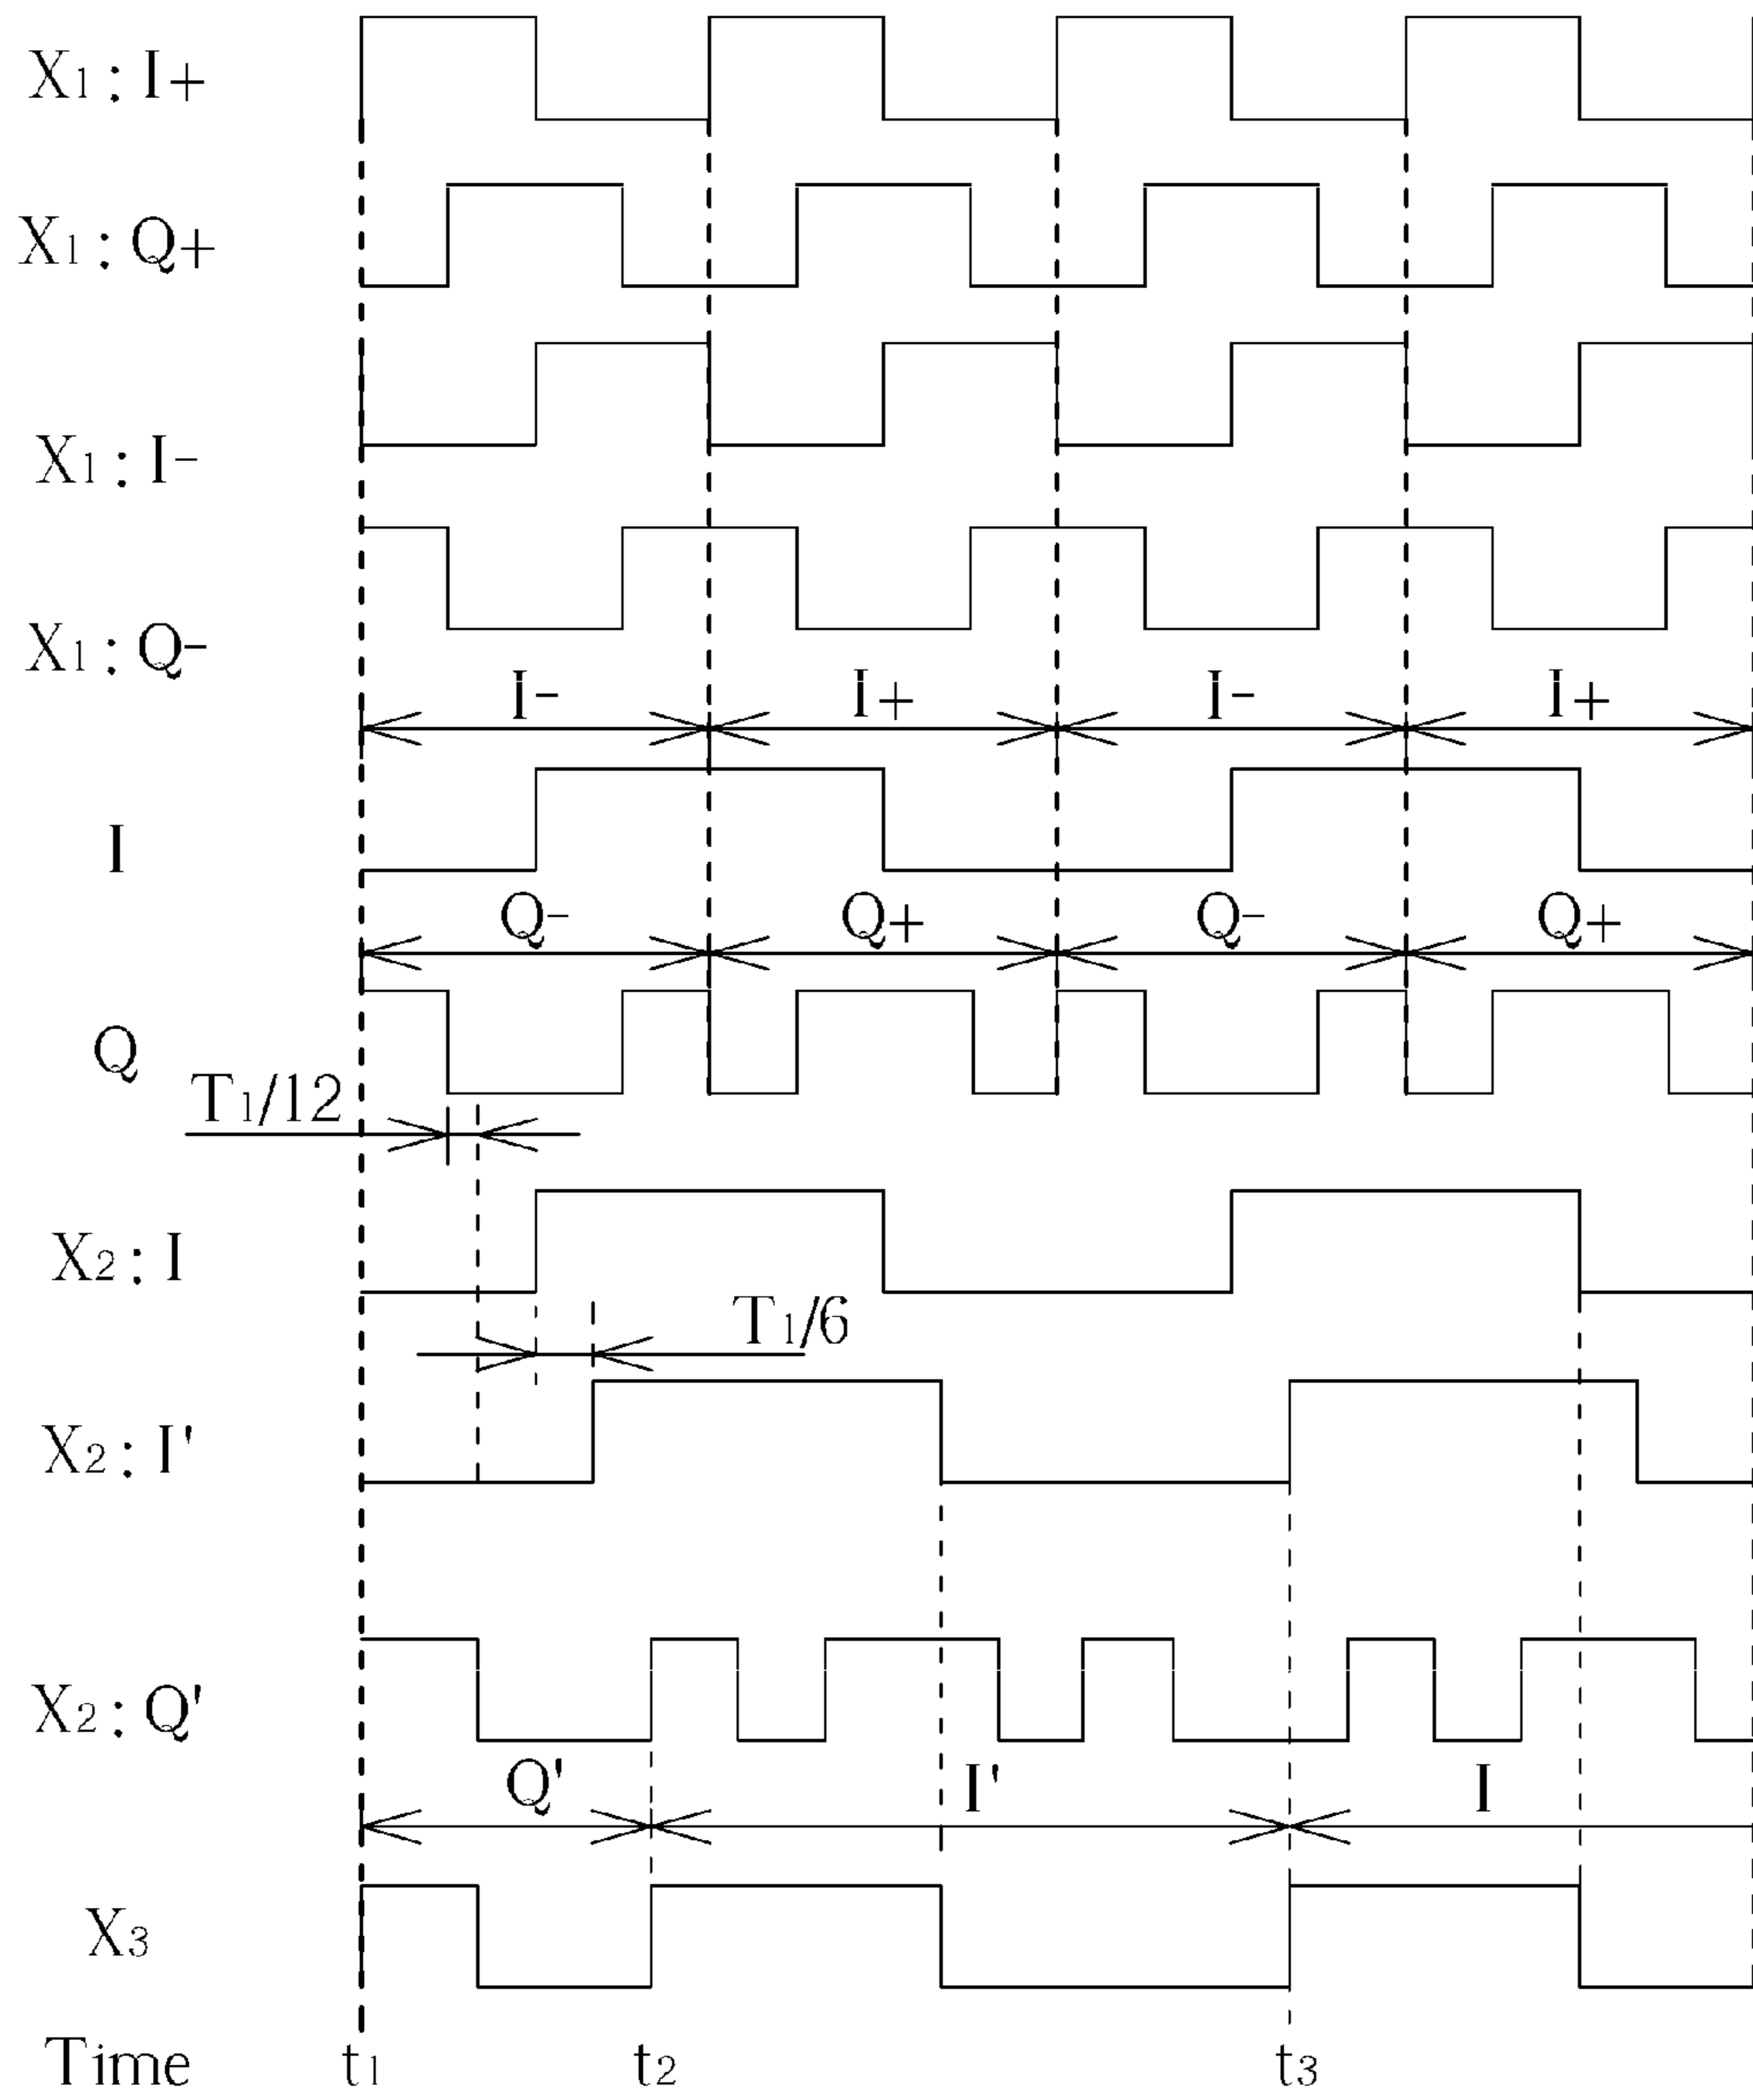 X1 : I+
X1 : Q+
X1 : I-
X1 : Q-
I- I+ I- I+
I
Q- Q+ Q- Q+
Q
T1/12
X2 : I
T1/6
X2 : I'
X2 : Q'
Q' I' I
X3
Time t1 t2 t3